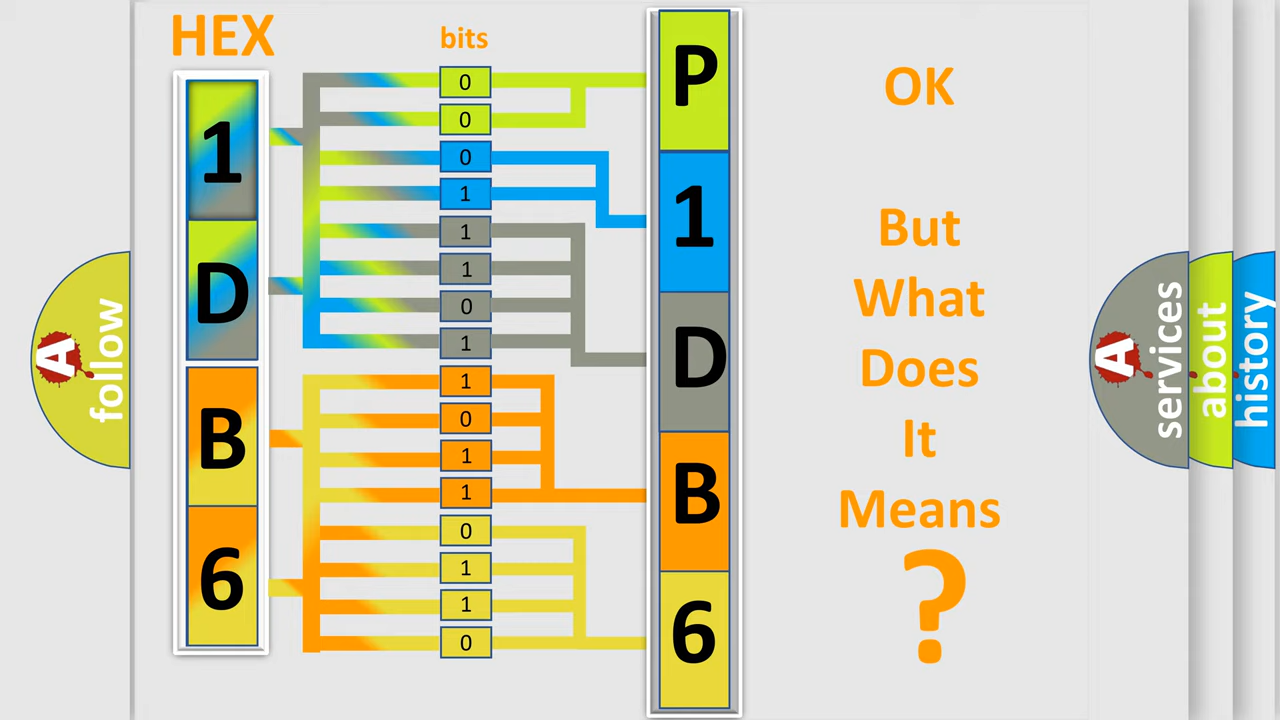 HEX
bits
1
D
B
6
0
0
0
1
1
1
0
1
1
0
1
1
0
1
1
0
P
1
D
B
6
OK
But
What
Does
It
Means
?
A
follow
A
services
about
history